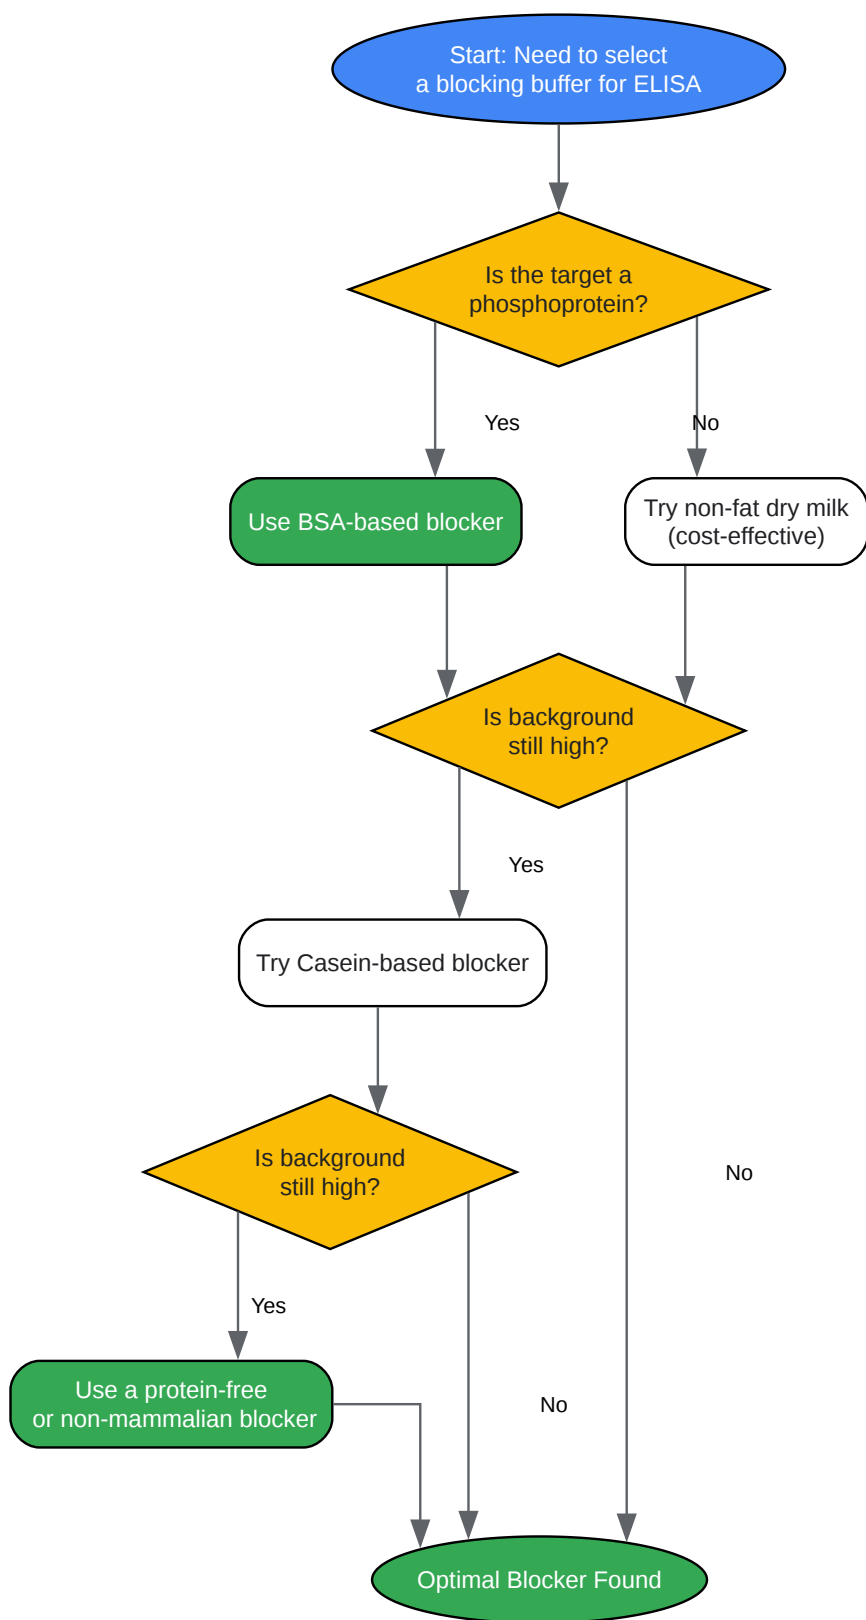 Start: Need to select
a blocking buffer for ELISA
Is the target a
phosphoprotein?
Yes
No
Use BSA-based blocker
Try non-fat dry milk
(cost-effective)
Is background
still high?
Yes
Try Casein-based blocker
Is background
still high?
No
Yes
Use a protein-free
or non-mammalian blocker
No
Optimal Blocker Found